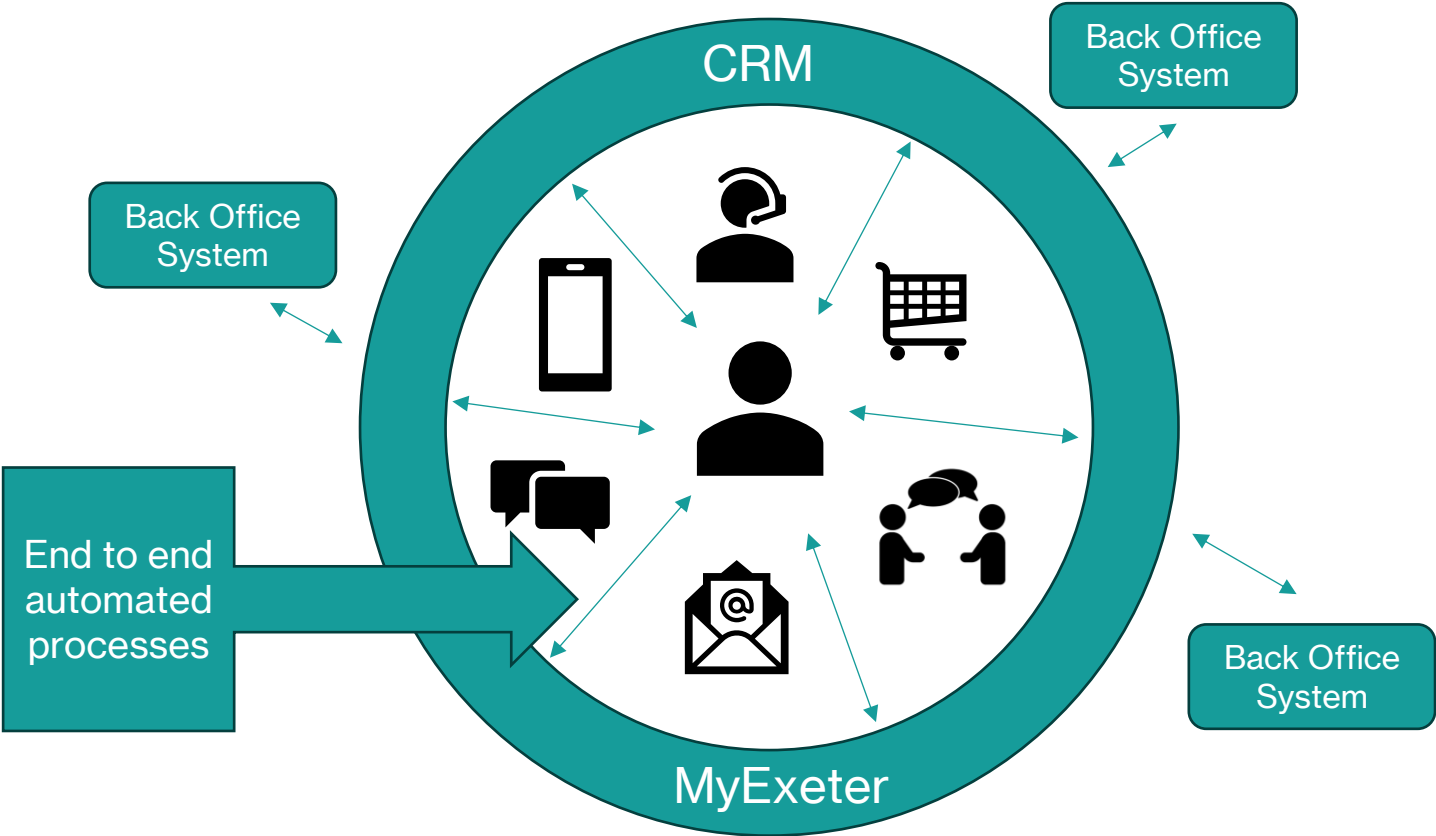 CRM
Back Office
System
Back Office
System
End to end
automated
processes
@
Back Office
System
MyExeter